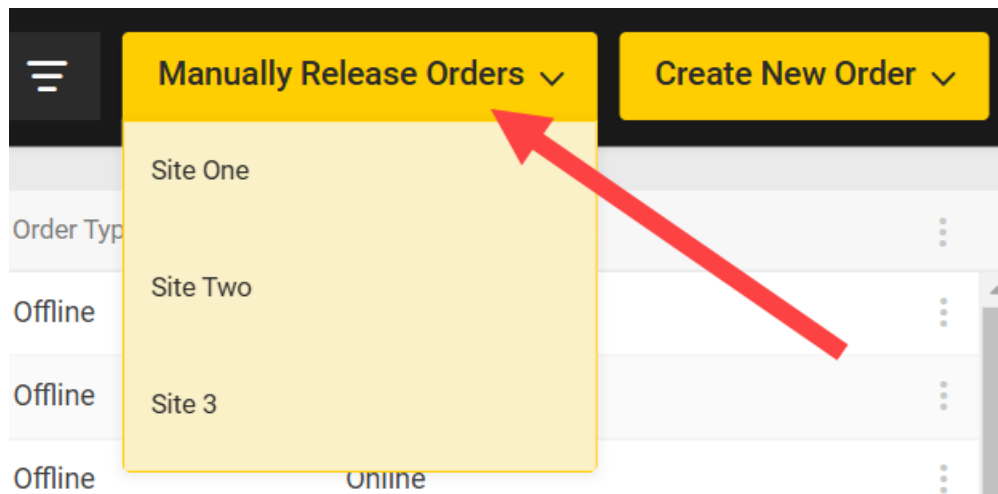 Manually Release Orders
Create New Order
Site One
Order Typ
Site Two
Offline
Offline
Site 3
Offline
Online